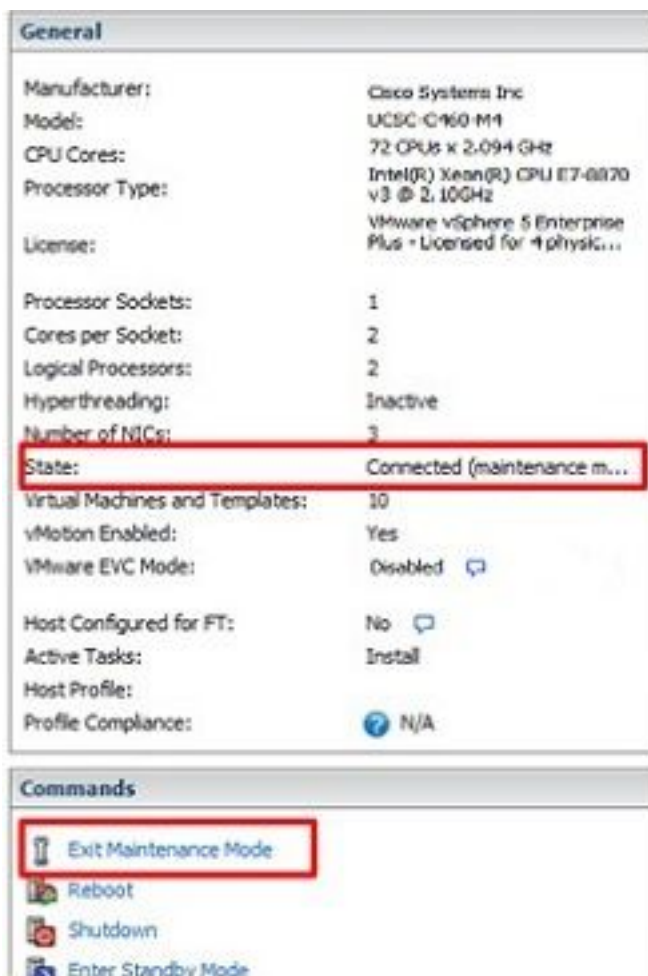 General
Manufacturer: Cisco Systems Inc
Model: UCSC-C460-M4
CPU Cores: 72 CPUs x 2.094 GHz
Processor Type: Intel(R) Xeon(R) CPU E7-8870
v3 @ 2.10GHz
License: VMware vSphere 5 Enterprise
Plus - Licensed for 4 physic...
Processor Sockets: 1
Cores per Socket: 2
Logical Processors: 2
Hyperthreading: Inactive
Number of NICs: 3
State: Connected (maintenance m...
Virtual Machines and Templates: 10
vMotion Enabled: Yes
VMware EVC Mode: Disabled
Host Configured for FT: No
Active Tasks: Install
Host Profile:
Profile Compliance: N/A
Commands
Exit Maintenance Mode
Reboot
Shutdown
Enter Standby Mode